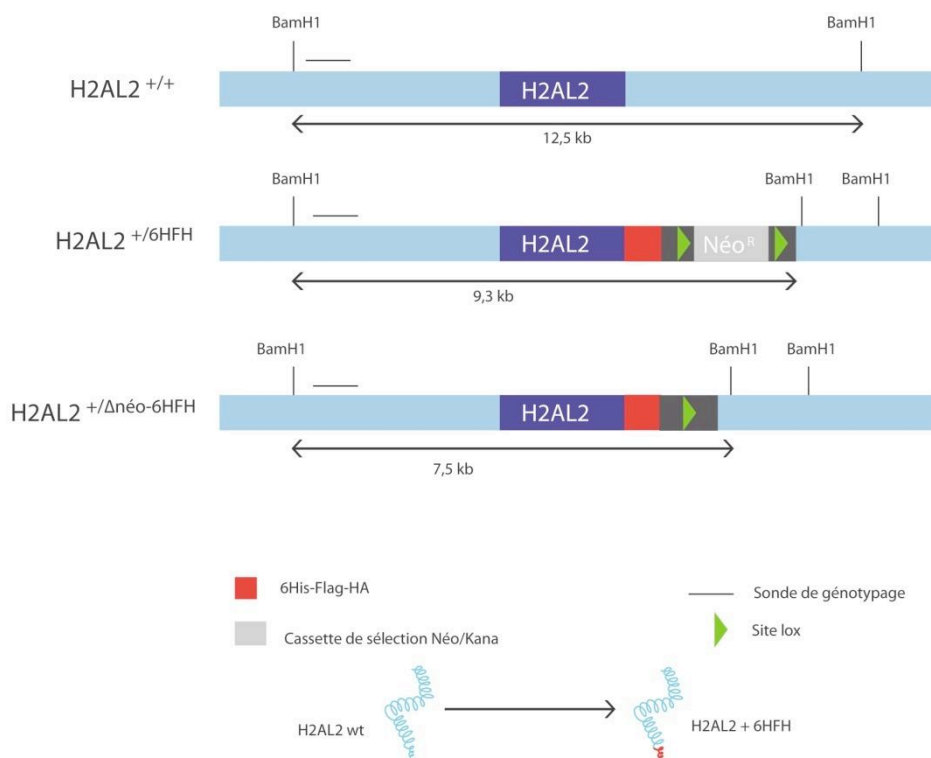 BamH1 BamH1
H2AL2 +/+ H2AL2
12,5 kb
BamH1 BamH1 BamH1
H2AL2 +/6HFH H2AL2 Néo R
9,3 kb
BamH1 BamH1 BamH1
H2AL2 +/Δnéo-6HFH H2AL2
7,5 kb
6His-Flag-HA Sonde de génotypage
Cassette de sélection Néo/Kana Site lox
H2AL2 wt H2AL2 + 6HFH